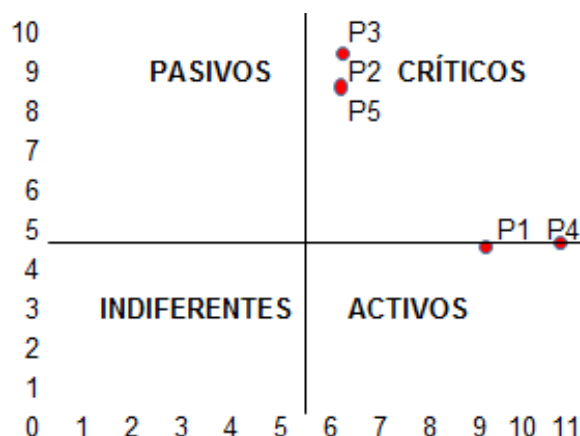 10 P3
9 PASIVOS P2 CRÍTICOS
8 P5
7
6
5 P1 P4
4
3 INDIFERENTES ACTIVOS
2
1
0 1 2 3 4 5 6 7 8 9 10 11